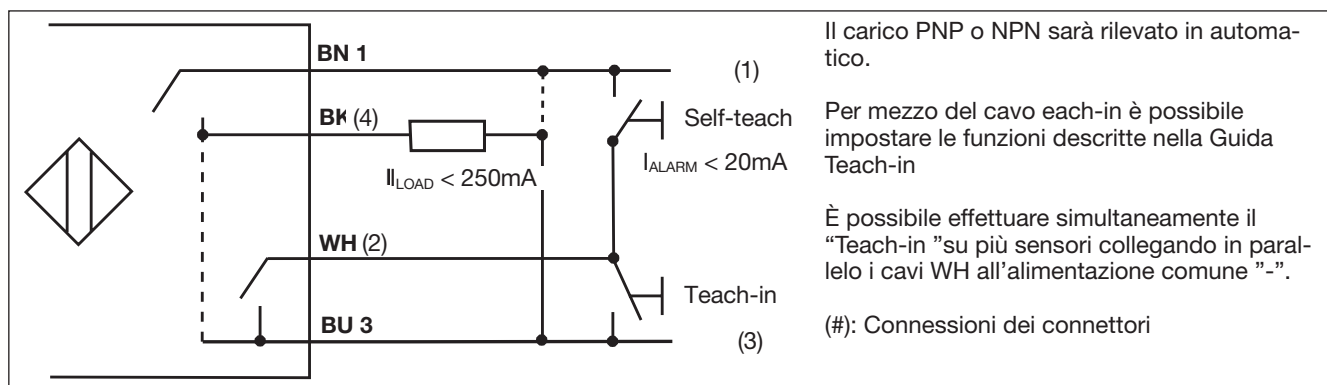 BN 1
(1)
BK (4)
Self-teach
IALARM < 20mA
IILOAD < 250mA
WH (2)
Teach-in
BU 3
(3)
Il carico PNP o NPN sarà rilevato in automa-
tico.
Per mezzo del cavo each-in è possibile
impostare le funzioni descritte nella Guida
Teach-in
È possibile effettuare simultaneamente il
“Teach-in ”su più sensori collegando in paral-
lelo i cavi WH all’alimentazione comune ”-”.
(#): Connessioni dei connettori